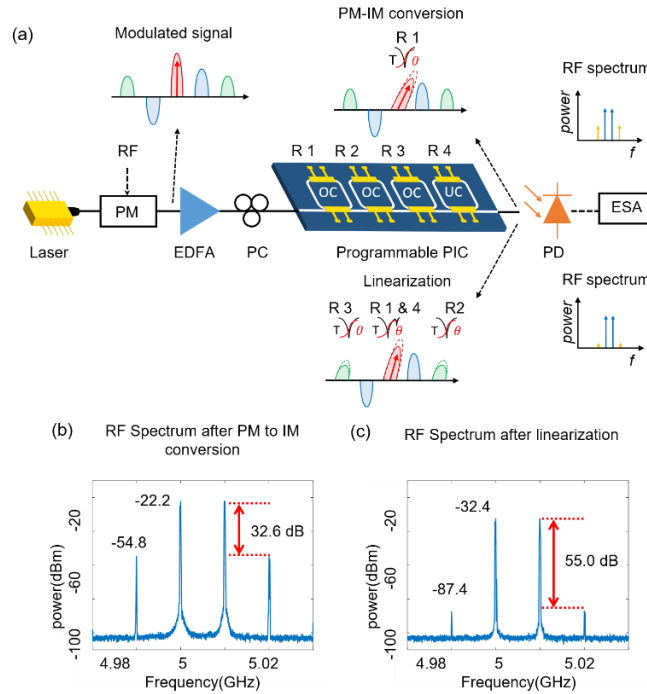 (a)
Modulated signal
PM-IM conversion
R 1
T θ
RF spectrum
power
f
RF
R 1 R 2 R 3 R 4
PM
OC OC OC UC
ESA
Laser
EDFA
PC
Programmable PIC
PD
Linearization
RF spectrum
R 3 R 1 & 4 R2
T θ T θ T θ
power
f
(b)
RF Spectrum after PM to IM
conversion
(c)
RF Spectrum after linearization
-22.2
-54.8
32.6 dB
power(dBm)
-20
-60
-100
4.98 5 5.02
Frequency(GHz)
-32.4
-87.4
55.0 dB
power(dBm)
-20
-60
-100
4.98 5 5.02
Frequency(GHz)